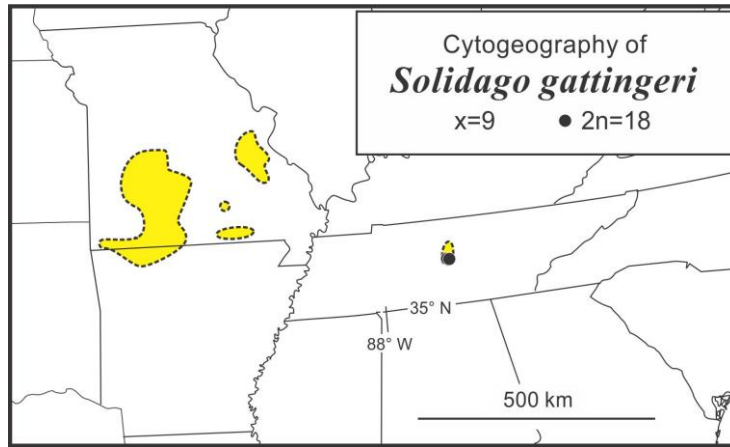 Cytogeography of
Solidago gattingeri
x=9 ● 2n=18
35° N
88° W
500 km